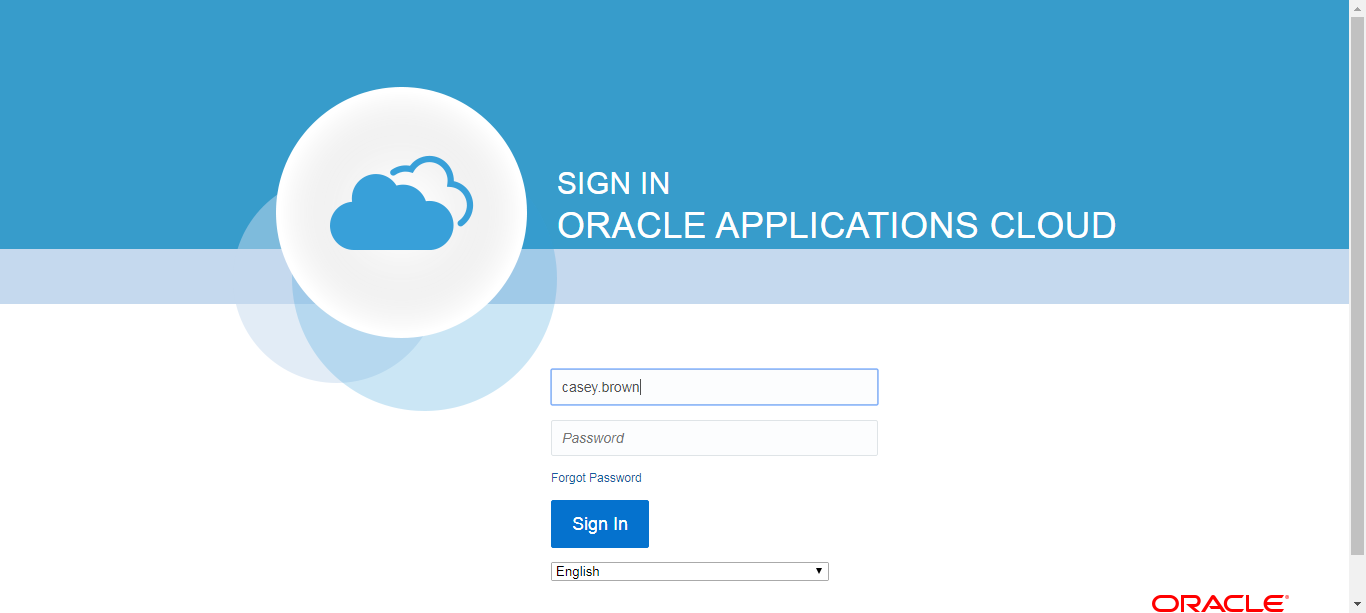 SIGN IN
ORACLE APPLICATIONS CLOUD
casey.brown
Password
Forgot Password
Sign In
English
ORACLE®